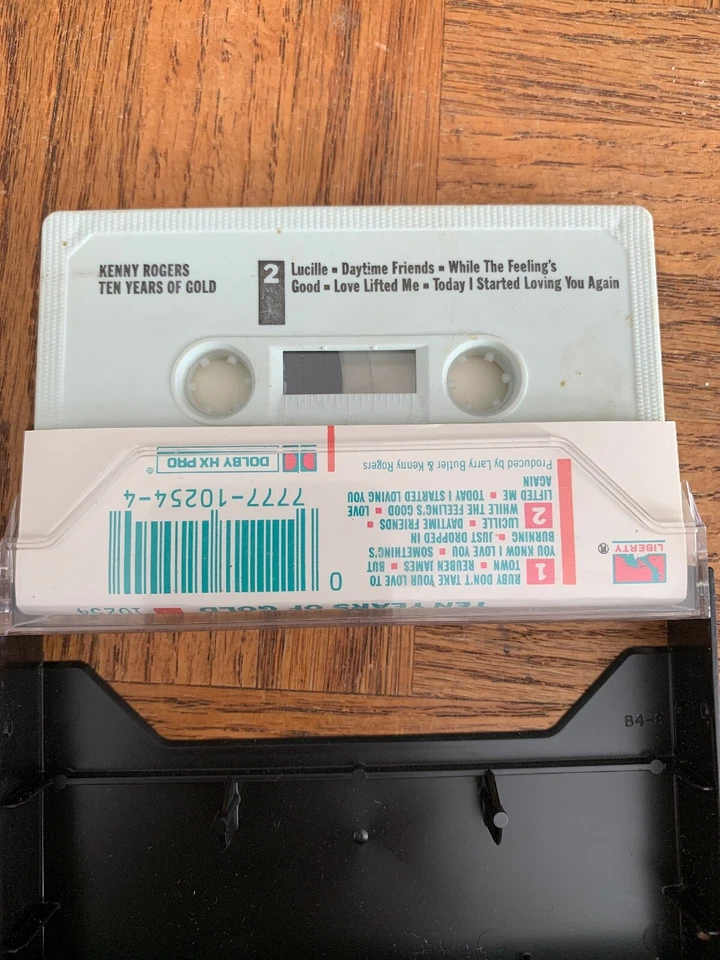 KENNY ROGERS
TEN YEARS OF GOLD
2
Lucille ▪ Daytime Friends ▪ While The Feeling's
Good ▪ Love Lifted Me ▪ Today I Started Loving You Again
TEN YEARS OF GOLD 10254
LIBERTY ®
1
RUBY DON'T TAKE YOUR LOVE TO
TOWN ▪ REUBEN JAMES ▪ BUT
YOU KNOW I LOVE YOU ▪ SOMETHING'S
BURNING ▪ JUST DROPPED IN
2
LUCILLE ▪ DAYTIME FRIENDS ▪
WHILE THE FEELING'S GOOD ▪ LOVE
LIFTED ME ▪ TODAY I STARTED LOVING YOU
AGAIN
Produced by Larry Butler & Kenny Rogers
0
7777-10254-4
DOLBY HX PRO ®
B4-